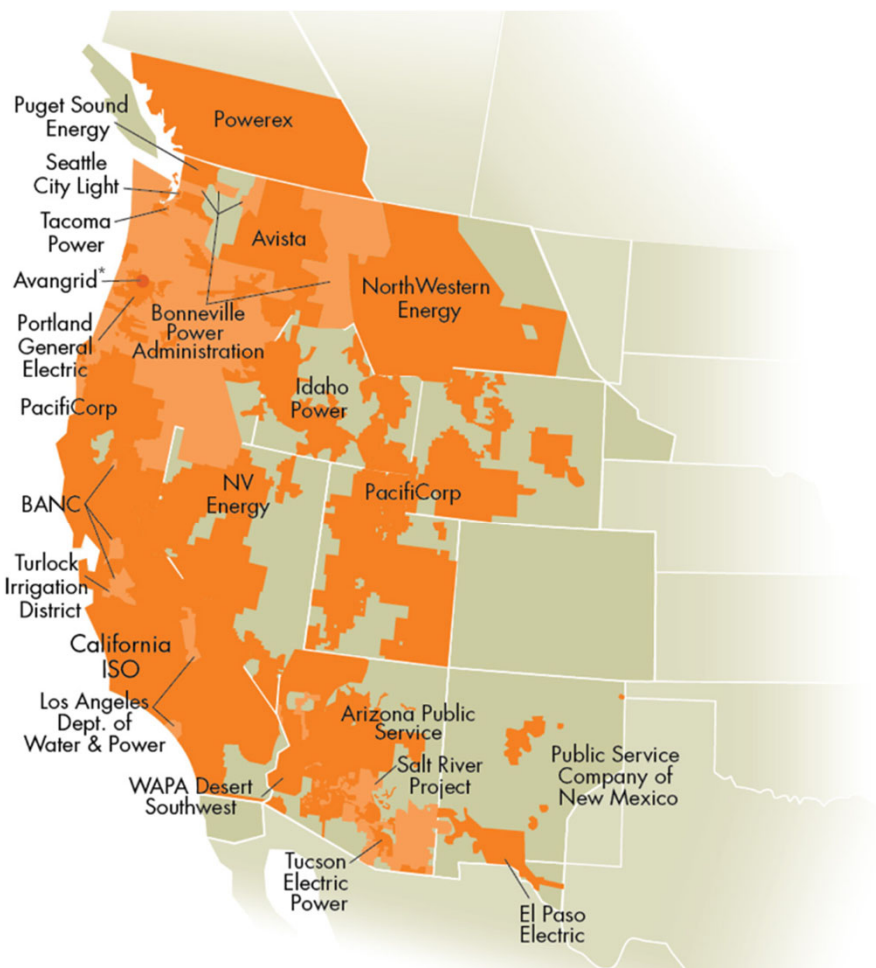 Powerex
Puget Sound
Energy
Seattle
City Light
Tacoma
Power
Avista
Avangrid*
NorthWestern
Energy
Bonneville
Power
Administration
Portland
General
Electric
Idaho
Power
PacifiCorp
NV
Energy
PacifiCorp
BANC
Turlock
Irrigation
District
California
ISO
Los Angeles
Dept. of
Water & Power
Arizona Public
Service
Salt River
Project
Public Service
Company of
New Mexico
WAPA Desert
Southwest
Tucson
Electric
Power
El Paso
Electric